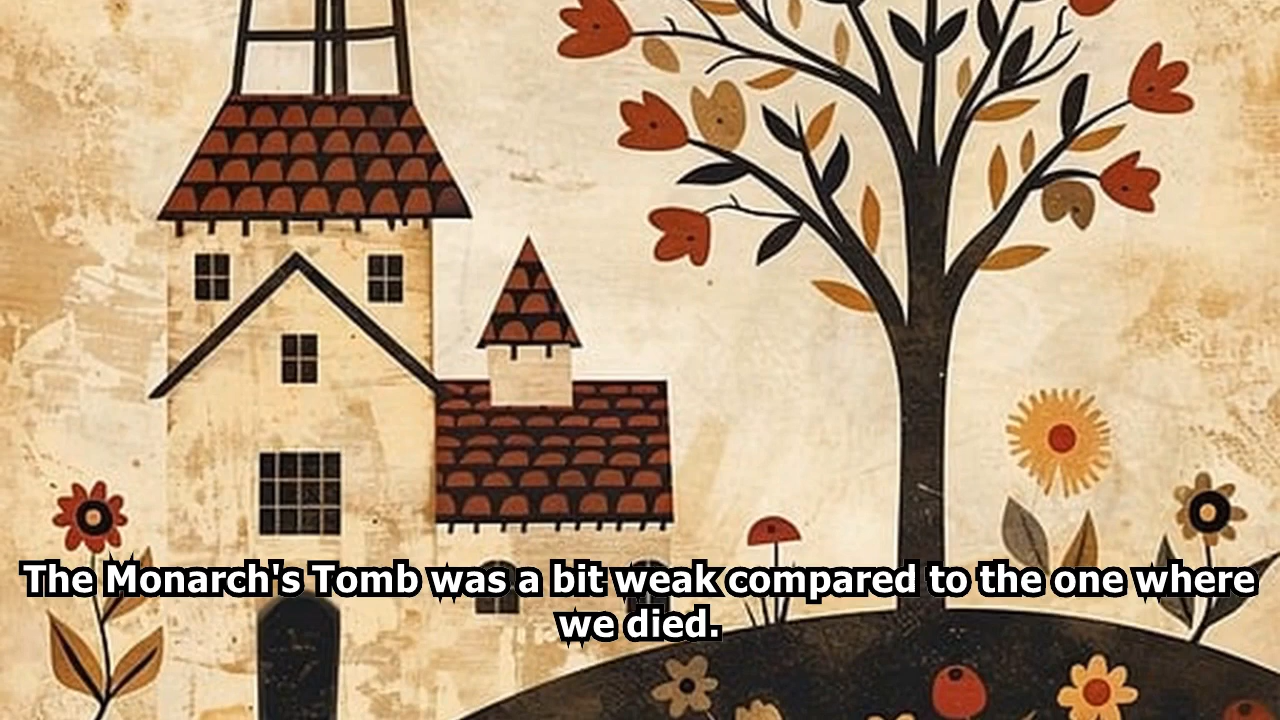 The Monarch's Tomb was a bit weak compared to the one where
we died.